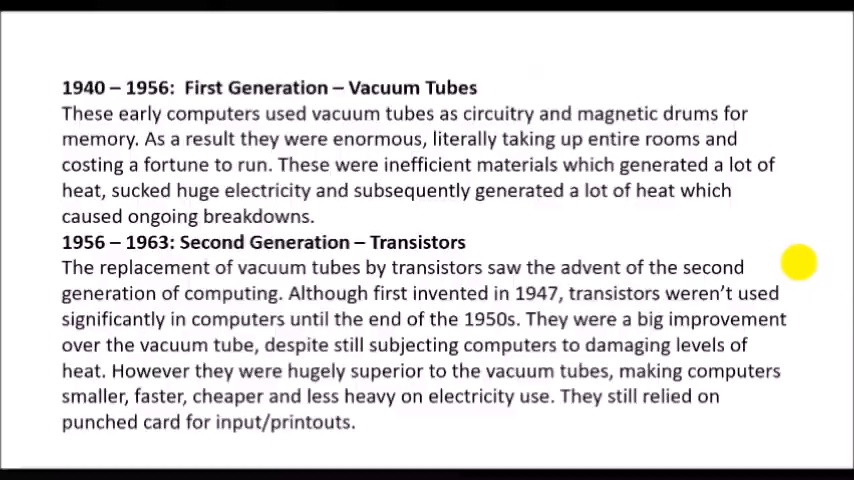 1940 – 1956:  First Generation – Vacuum Tubes
These early computers used vacuum tubes as circuitry and magnetic drums for
memory. As a result they were enormous, literally taking up entire rooms and
costing a fortune to run. These were inefficient materials which generated a lot of
heat, sucked huge electricity and subsequently generated a lot of heat which
caused ongoing breakdowns.
1956 – 1963: Second Generation – Transistors
The replacement of vacuum tubes by transistors saw the advent of the second
generation of computing. Although first invented in 1947, transistors weren’t used
significantly in computers until the end of the 1950s. They were a big improvement
over the vacuum tube, despite still subjecting computers to damaging levels of
heat. However they were hugely superior to the vacuum tubes, making computers
smaller, faster, cheaper and less heavy on electricity use. They still relied on
punched card for input/printouts.